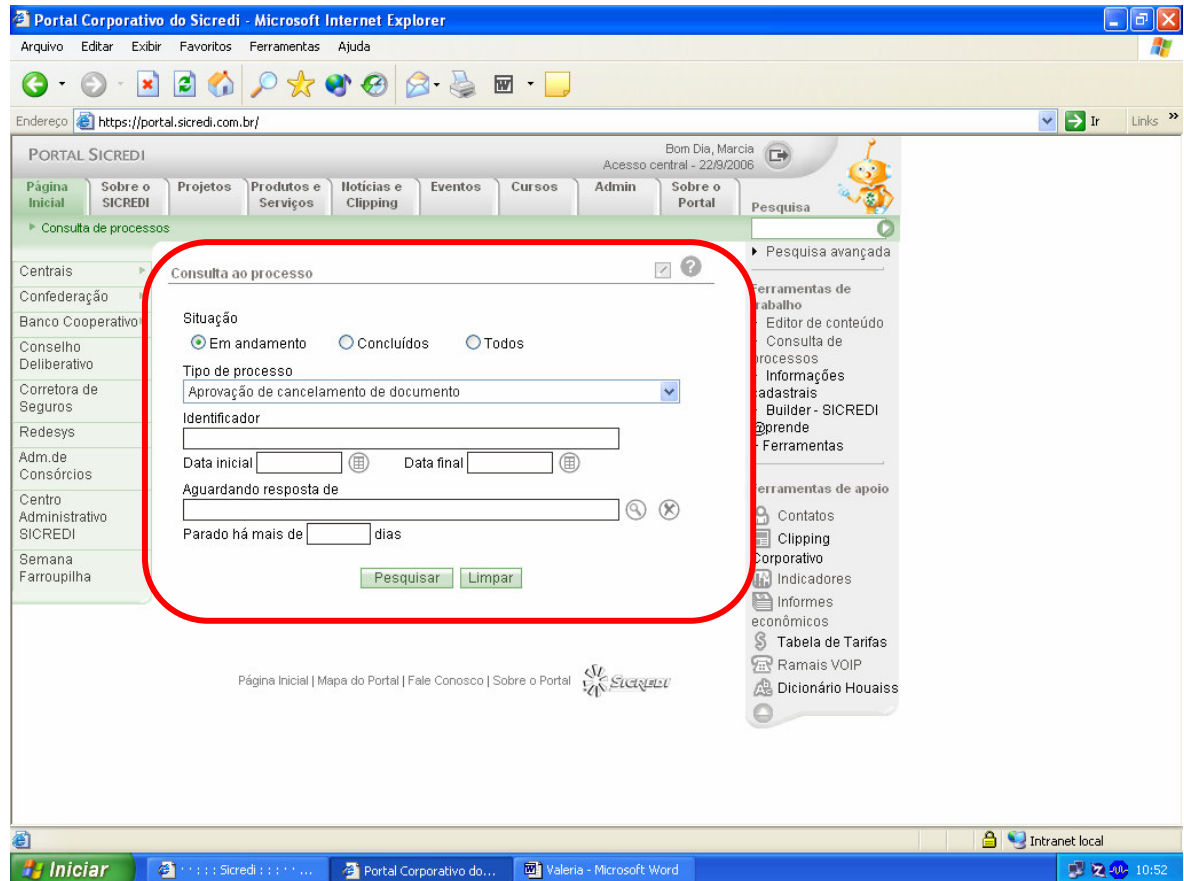 Portal Corporativo do Sicredi - Microsoft Internet Explorer
Arquivo Editar Exibir Favoritos Ferramentas Ajuda
Endereço https://portal.sicredi.com.br/ Ir Links »
PORTAL SICREDI
Bom Dia, Marcia
Acesso central - 22/9/2006
Página Inicial
Sobre o SICREDI
Projetos
Produtos e Serviços
Notícias e Clipping
Eventos
Cursos
Admin
Sobre o Portal
Pesquisa
Consulta de processos
Pesquisa avançada
Centrais
Confederação
Banco Cooperativo
Conselho
Deliberativo
Corretora de
Seguros
Redesys
Adm.de
Consórcios
Centro
Administrativo
SICREDI
Semana
Farroupilha
Consulta ao processo
?
Situação
Em andamento Concluídos Todos
Tipo de processo
Aprovação de cancelamento de documento
Identificador
Data inicial Data final
Aguardando resposta de
Parado há mais de dias
Pesquisar Limpar
Ferramentas de
trabalho
Editor de conteúdo
Consulta de
processos
Informações
cadastrais
Builder - SICREDI
@prende
Ferramentas
Ferramentas de apoio
Contatos
Clipping
Corporativo
Indicadores
Informes
econômicos
Tabela de Tarifas
Ramais VOIP
Dicionário Houaiss
Página Inicial | Mapa do Portal | Fale Conosco | Sobre o Portal SICREDI
Intranet local
Iniciar : : : : : Sicredi : : : : ... Portal Corporativo do... Valeria - Microsoft Word 10:52